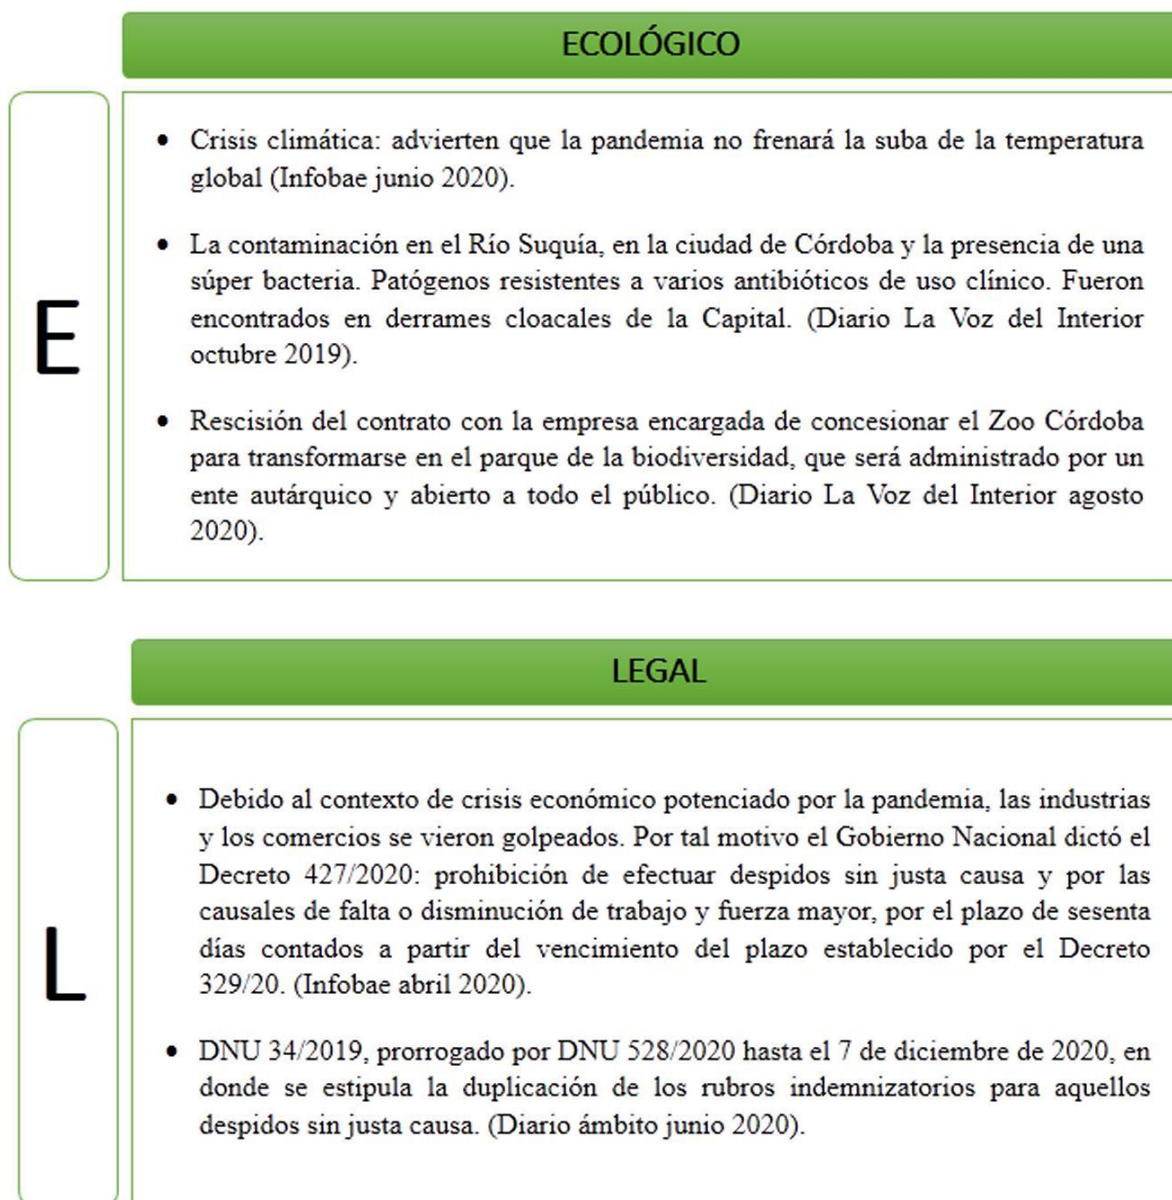 ECOLÓGICO
E
• Crisis climática: advierten que la pandemia no frenará la suba de la temperatura
global (Infobae junio 2020).
• La contaminación en el Río Suquía, en la ciudad de Córdoba y la presencia de una
súper bacteria. Patógenos resistentes a varios antibióticos de uso clínico. Fueron
encontrados en derrames cloacales de la Capital. (Diario La Voz del Interior
octubre 2019).
• Rescisión del contrato con la empresa encargada de concesionar el Zoo Córdoba
para transformarse en el parque de la biodiversidad, que será administrado por un
ente autárquico y abierto a todo el público. (Diario La Voz del Interior agosto
2020).
LEGAL
L
• Debido al contexto de crisis económico potenciado por la pandemia, las industrias
y los comercios se vieron golpeados. Por tal motivo el Gobierno Nacional dictó el
Decreto 427/2020: prohibición de efectuar despidos sin justa causa y por las
causales de falta o disminución de trabajo y fuerza mayor, por el plazo de sesenta
días contados a partir del vencimiento del plazo establecido por el Decreto
329/20. (Infobae abril 2020).
• DNU 34/2019, prorrogado por DNU 528/2020 hasta el 7 de diciembre de 2020, en
donde se estipula la duplicación de los rubros indemnizatorios para aquellos
despidos sin justa causa. (Diario ámbito junio 2020).